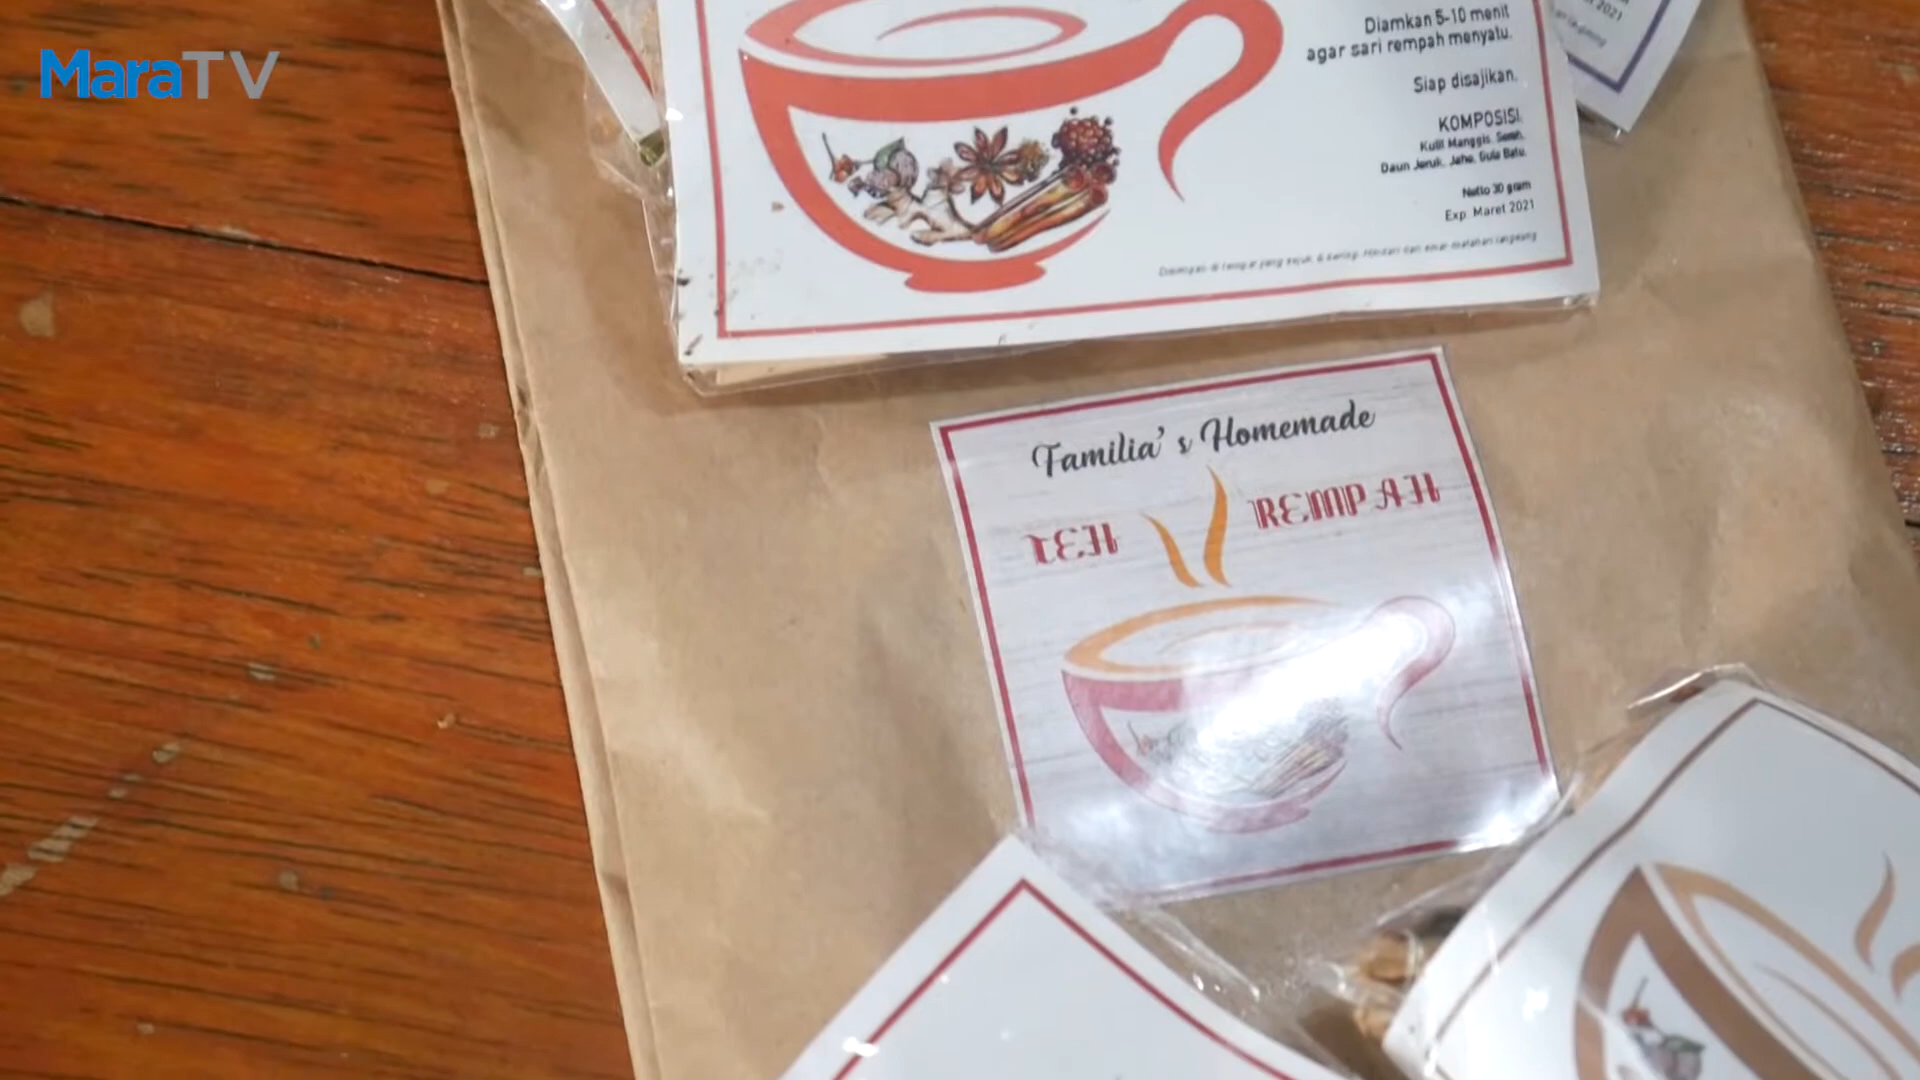 MaraTV
Diamkan 5-10 menit
agar sari rempah menyatu.
Siap disajikan.
KOMPOSISI
Kulit Manggis, Sereh,
Daun Jeruk, Jahe, Gula Batu.
Netto 30 gram
Exp. Maret 2021
2021
Familia's Homemade
TEH REMPAH